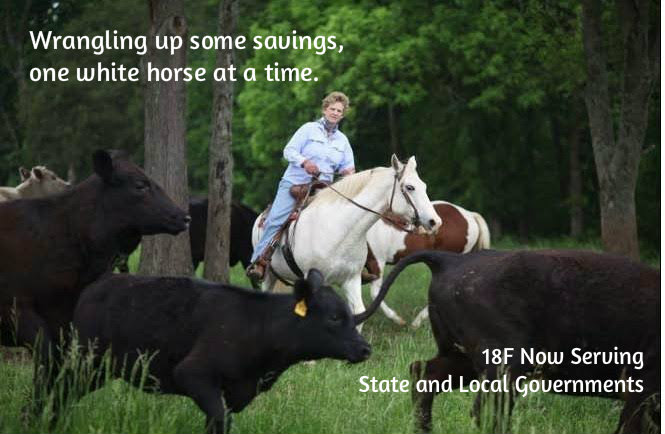 Wrangling up some savings,
one white horse at a time.
18F Now Serving
State and Local Governments